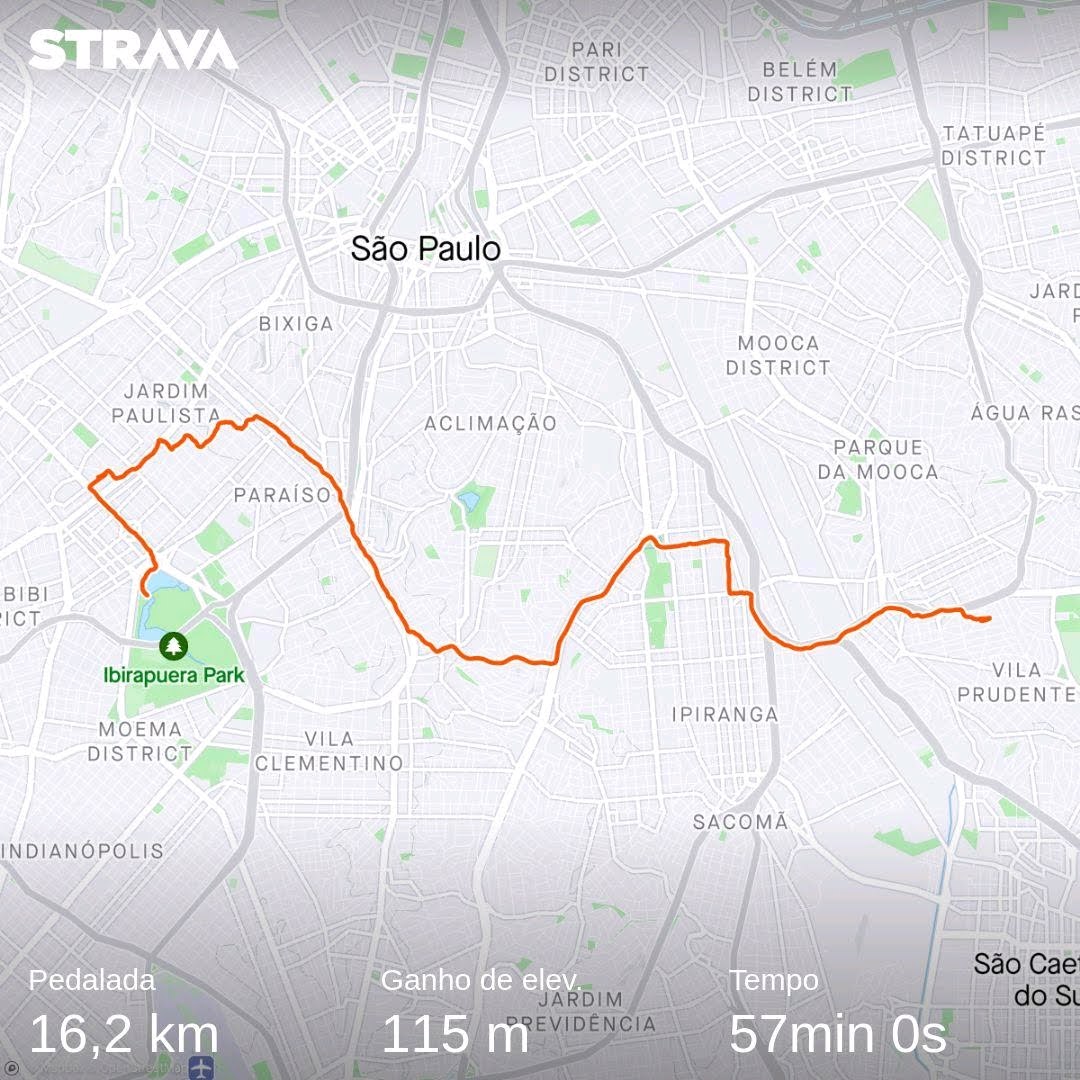 STRAVA
PARI
DISTRICT
BELÉM
DISTRICT
TATUAPÉ
DISTRICT
São Paulo
JARD
BIXIGA
MOOCA
DISTRICT
JARDIM
PAULISTA
ACLIMAÇÃO
ÁGUA RAS
PARQUE
DA MOOCA
PARAÍSO
BIBI
RICT
Ibirapuera Park
VILA
PRUDENTE
MOEMA
DISTRICT
IPIRANGA
VILA
CLEMENTINO
SACOMÃ
INDIANÓPOLIS
São Cae
do Su
Pedalada
Ganho de elev.
Tempo
JARDIM
PREVIDÊNCIA
16,2 km
115 m
57min 0s